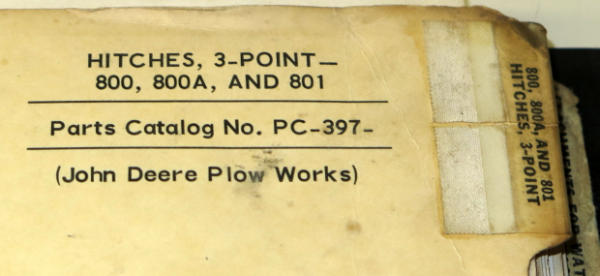 HITCHES, 3-POINT—
800, 800A, AND 801
Parts Catalog No. PC-397-
(John Deere Plow Works)
800, 800A, AND 801
HITCHES, 3-POINT